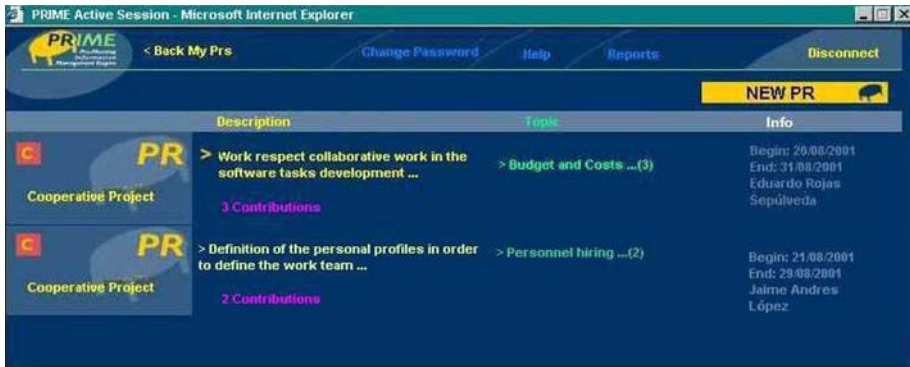 PRIME Active Session - Microsoft Internet Explorer
PRIME
Information
Management Engine
< Back My Prs
Change Password
Help
Reports
Disconnect
NEW PR
Description
Topic
Info
C
PR
Cooperative Project
> Work respect collaborative work in the
software tasks development ...
3 Contributions
> Budget and Costs ...(3)
Begin: 20/08/2001
End: 31/08/2001
Eduardo Rojas
Sepúlveda
C
PR
Cooperative Project
> Definition of the personal profiles in order
to define the work team ...
2 Contributions
> Personnel hiring ...(2)
Begin: 21/08/2001
End: 29/08/2001
Jaime Andres
López